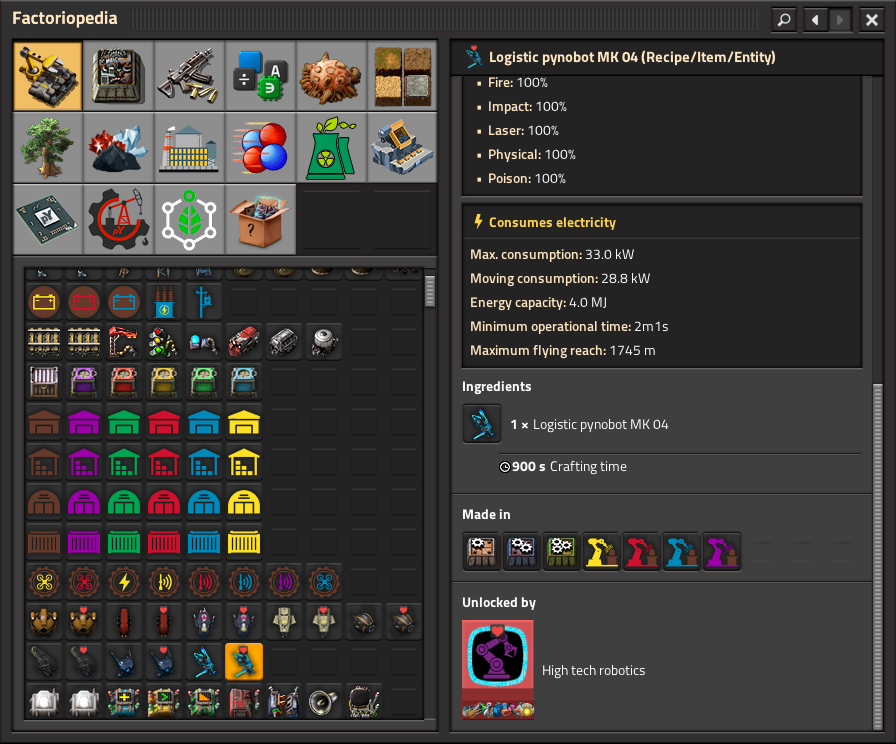 Factoriopedia
Logistic pynobot MK 04 (Recipe/Item/Entity)
▪ Fire: 100%
▪ Impact: 100%
▪ Laser: 100%
▪ Physical: 100%
▪ Poison: 100%
Consumes electricity
Max. consumption: 33.0 kW
Moving consumption: 28.8 kW
Energy capacity: 4.0 MJ
Minimum operational time: 2m1s
Maximum flying reach: 1745 m
Ingredients
1 × Logistic pynobot MK 04
900 s Crafting time
Made in
Unlocked by
High tech robotics